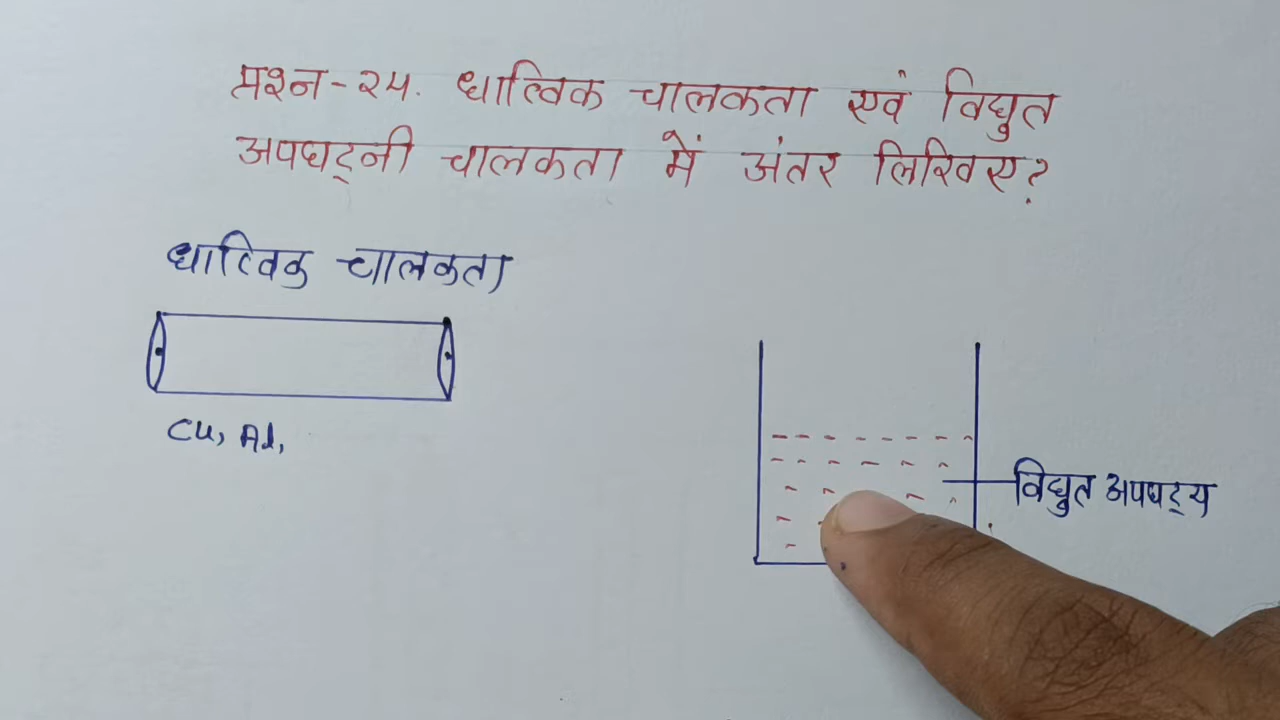 प्रश्न-२५. धात्विक चालकता एवं विद्युत
अपघट्नी चालकता में अंतर लिखिए?
धात्विक चालकता
Cu, Al,
विद्युत अपघट्य